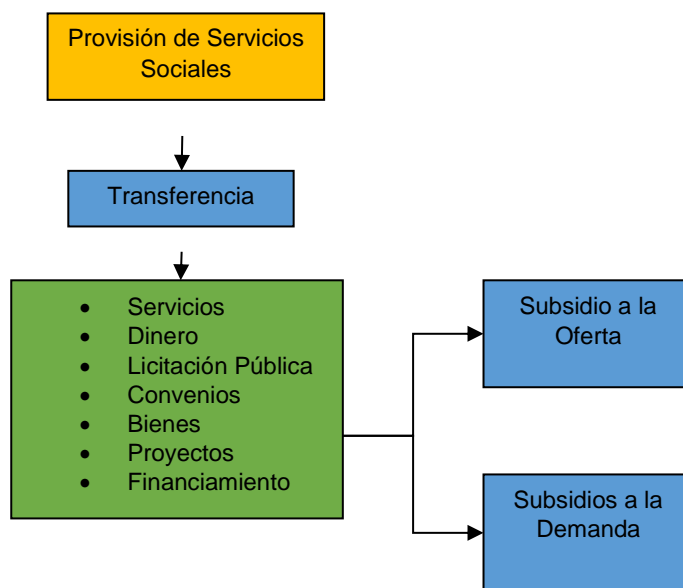 Provisión de Servicios
Sociales
Transferencia
• Servicios
• Dinero
• Licitación Pública
• Convenios
• Bienes
• Proyectos
• Financiamiento
Subsidio a la
Oferta
Subsidios a la
Demanda